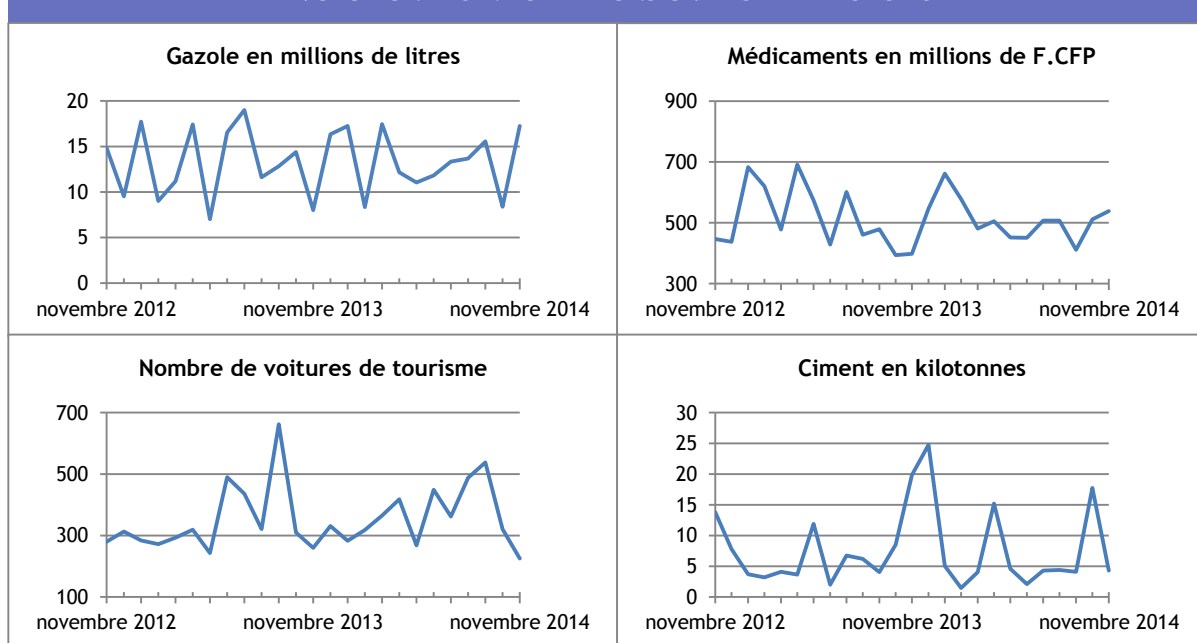 Gazole en millions de litres
20
15
10
5
0
novembre 2012 novembre 2013 novembre 2014
Médicaments en millions de F.CFP
900
700
500
300
novembre 2012 novembre 2013 novembre 2014
Nombre de voitures de tourisme
700
500
300
100
novembre 2012 novembre 2013 novembre 2014
Ciment en kilotonnes
30
25
20
15
10
5
0
novembre 2012 novembre 2013 novembre 2014